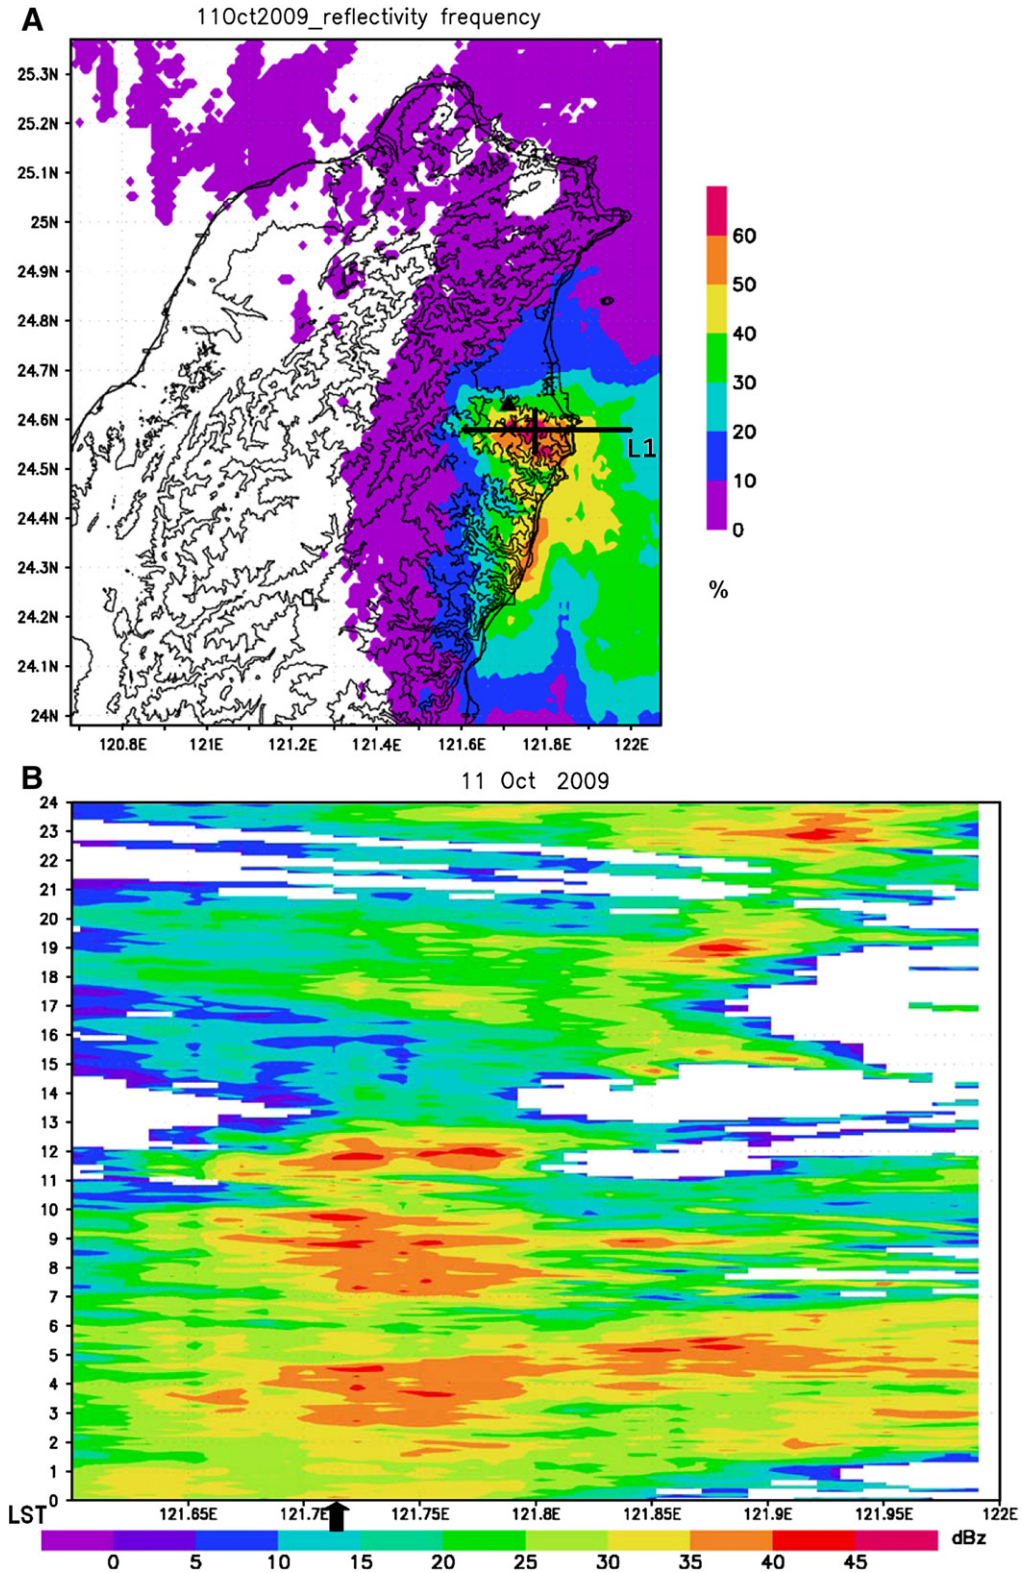 A
11Oct2009_reflectivity frequency
25.3N
25.2N
25.1N
25N
24.9N
24.8N
24.7N
24.6N
24.5N
24.4N
24.3N
24.2N
24.1N
24N
120.8E 121E 121.2E 121.4E 121.6E 121.8E 122E
L1
60
50
40
30
20
10
0
%
B
11 Oct 2009
24
23
22
21
20
19
18
17
16
15
14
13
12
11
10
9
8
7
6
5
4
3
2
1
0
LST
121.65E 121.7E 121.75E 121.8E 121.85E 121.9E 121.95E 122E
0 5 10 15 20 25 30 35 40 45 dBz